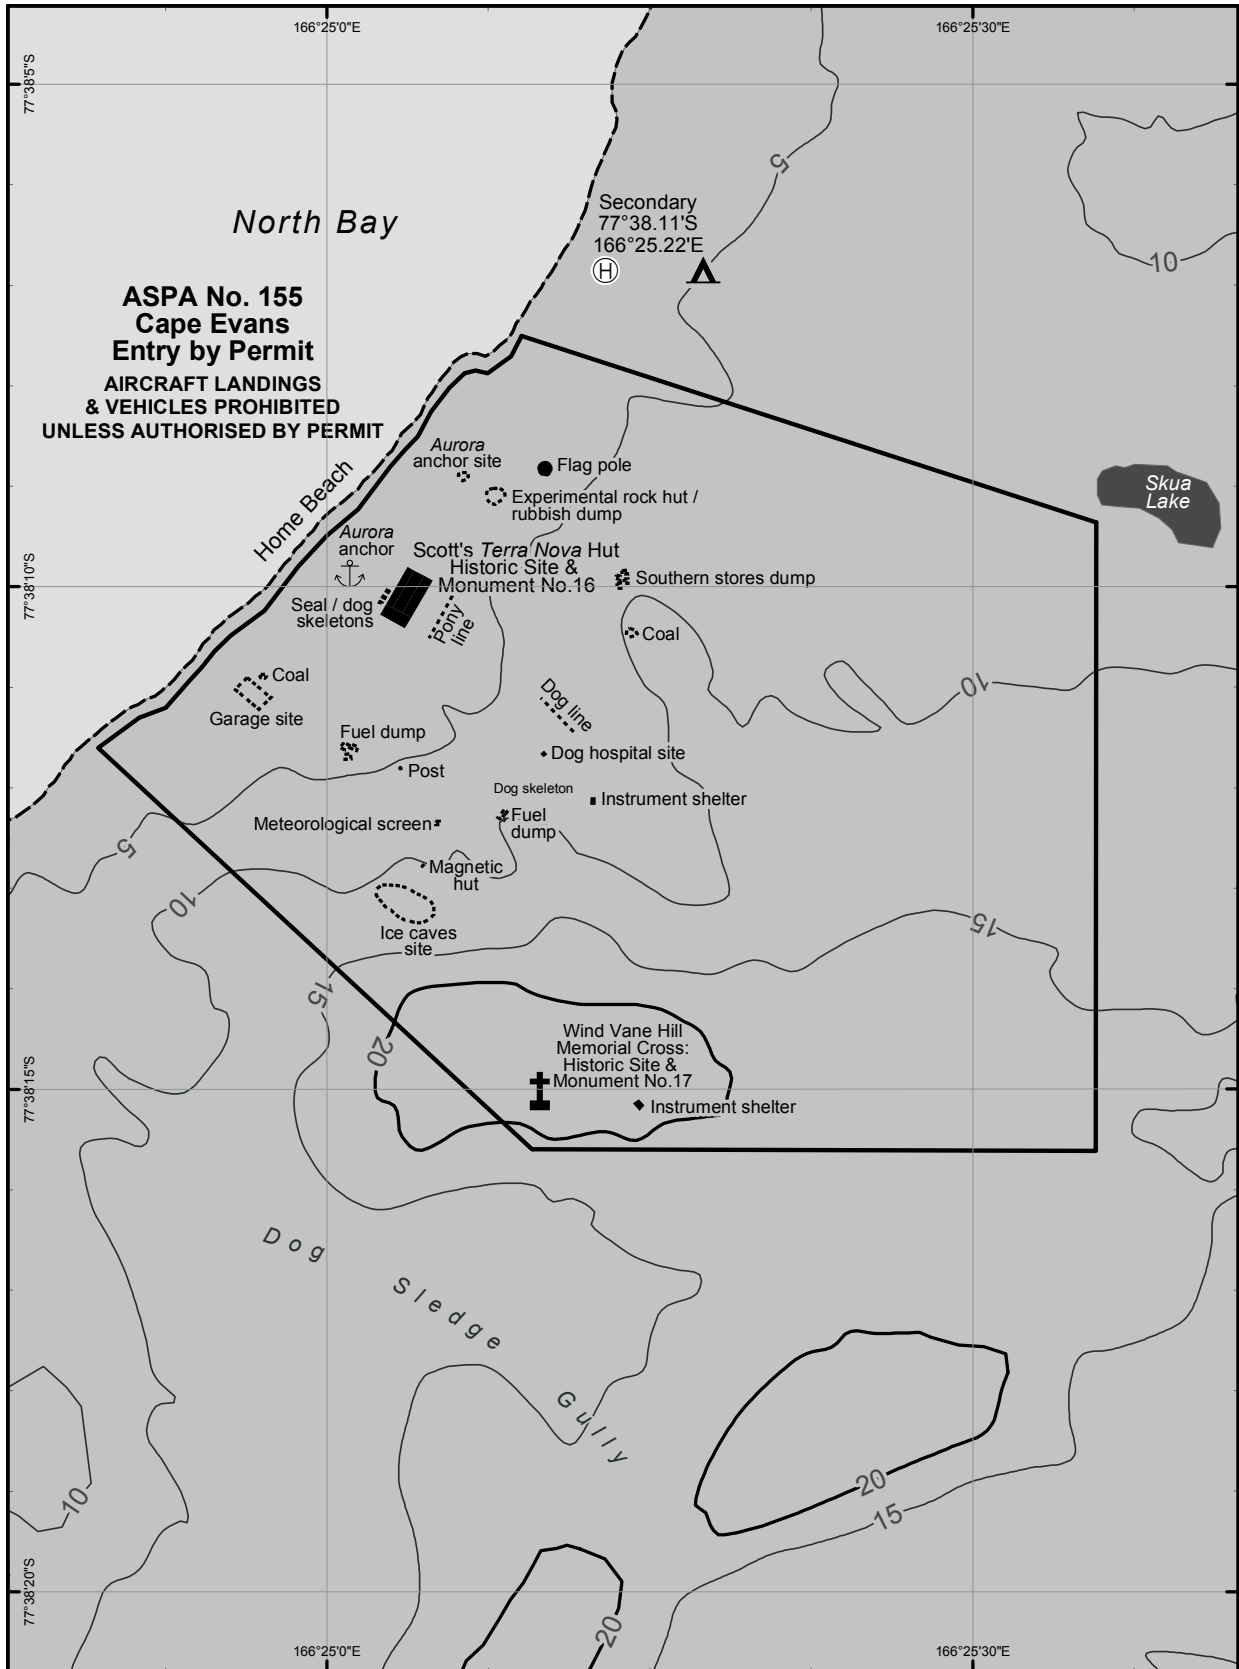 166°25'0"E
166°25'30"E
77°38'5"S
5
Secondary
77°38.11'S
166°25.22'E
H
10
North Bay
ASPA No. 155
Cape Evans
Entry by Permit
AIRCRAFT LANDINGS
& VEHICLES PROHIBITED
UNLESS AUTHORISED BY PERMIT
Home Beach
Aurora
anchor site
Flag pole
Experimental rock hut /
rubbish dump
Skua
Lake
Aurora
anchor
Scott's Terra Nova Hut
Historic Site &
Monument No.16
77°38'10"S
Southern stores dump
Seal / dog
skeletons
Pony
line
Coal
Coal
Garage site
Dog line
10
Fuel dump
Dog hospital site
Post
Dog skeleton
Instrument shelter
Meteorological screen
Fuel
dump
5
Magnetic
hut
10
Ice caves
site
15
15
20
Wind Vane Hill
Memorial Cross:
Historic Site &
Monument No.17
77°38'15"S
Instrument shelter
Dog
Sledge
Gully
10
20
15
77°38'20"S
20
166°25'0"E
166°25'30"E